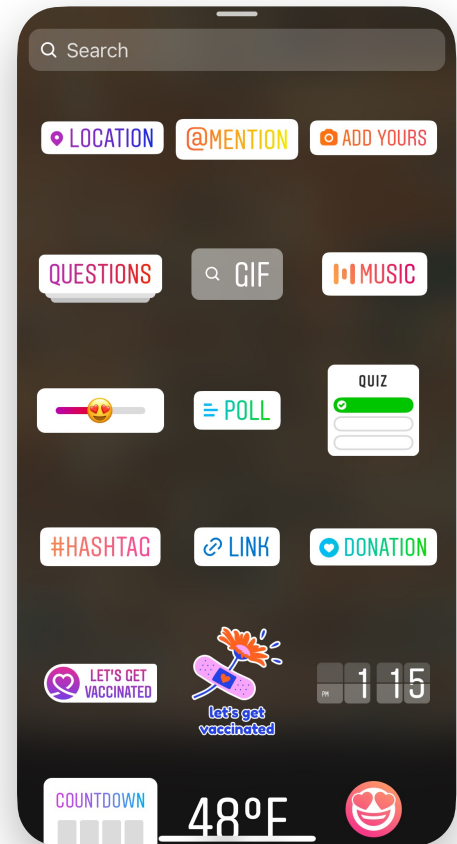 Search
LOCATION
@MENTION
ADD YOURS
QUESTIONS
GIF
MUSIC
QUIZ
POLL
#HASHTAG
LINK
DONATION
LET'S GET
VACCINATED
let's get
vaccinated
PM 1 15
COUNTDOWN
48°F